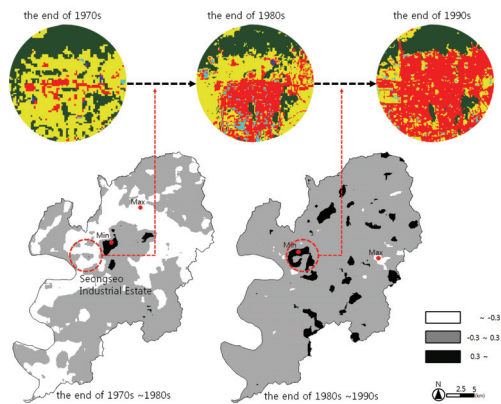 the end of 1970s
the end of 1980s
the end of 1990s
Max
Min
Seongseo
Industrial Estate
Min
Max
~ -0.3
-0.3 ~ 0.3
0.3 ~
N
2.5 5
(km)
the end of 1970s ~1980s
the end of 1980s ~1990s